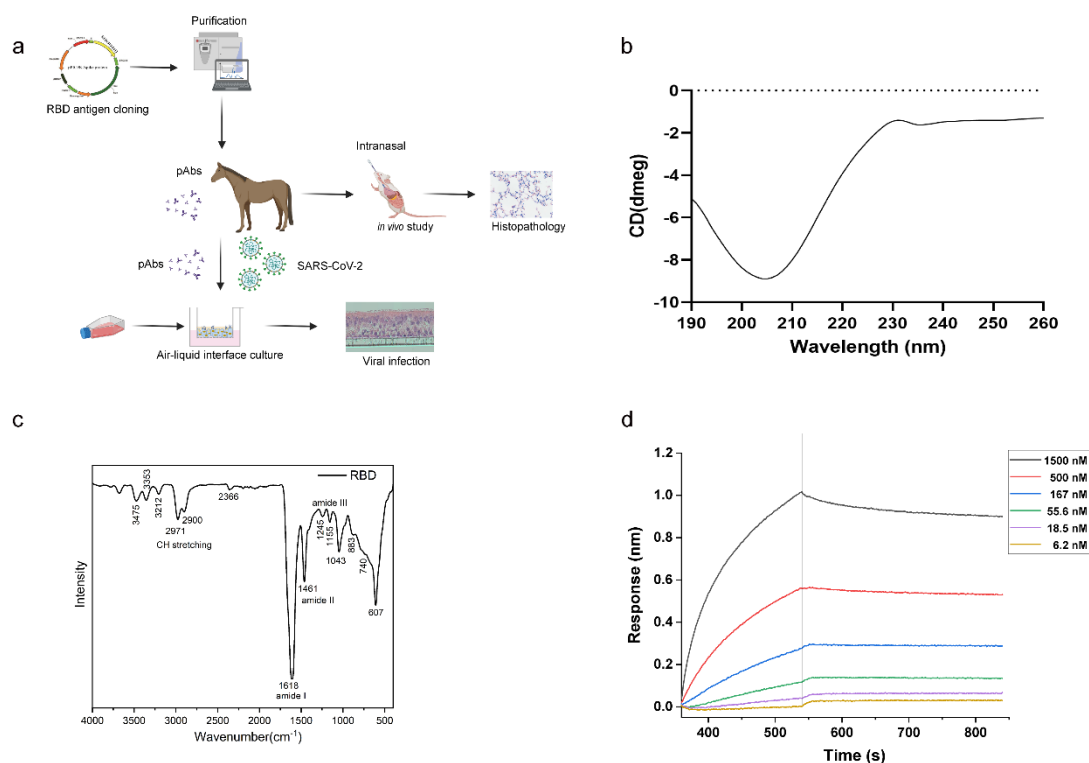 a
Purification
RBD antigen cloning
pAbs
Intranasal
in vivo study
Histopathology
pAbs
SARS-CoV-2
Air-liquid interface culture
Viral infection
b
0
-2
-4
-6
-8
-10
CD(dmeg)
190 200 210 220 230 240 250 260
Wavelength (nm)
c
RBD
3475
3353
3212
2971
2900
CH stretching
2366
1618
amide I
1461
amide II
amide III
1245
1155
1043
883
740
607
Intensity
4000 3500 3000 2500 2000 1500 1000 500
Wavenumber(cm-1)
d
1.2
1.0
0.8
0.6
0.4
0.2
0.0
Response (nm)
400 500 600 700 800
Time (s)
1500 nM
500 nM
167 nM
55.6 nM
18.5 nM
6.2 nM